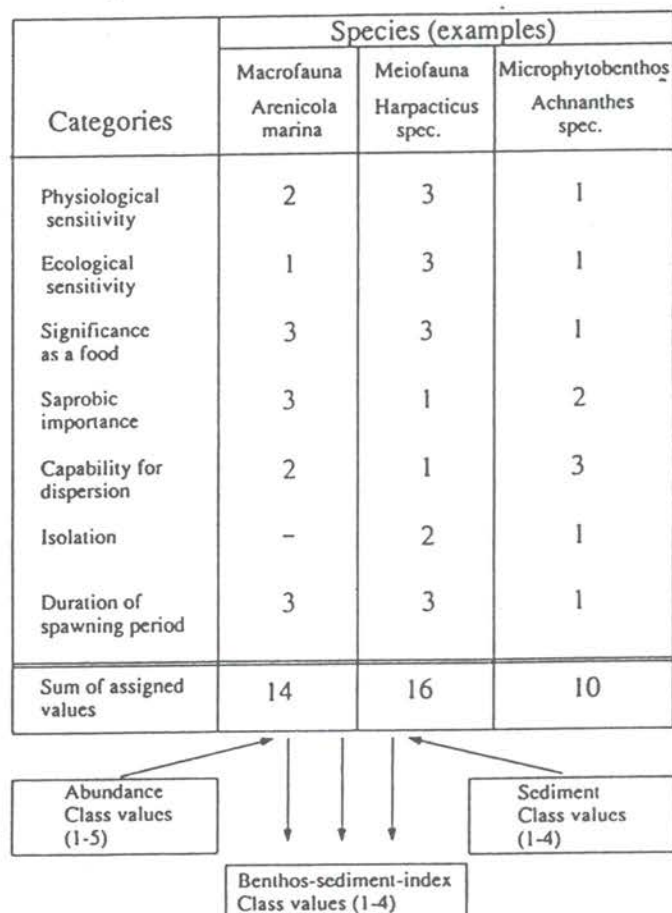 Species (examples)
Categories
Macrofauna
Arenicola
marina
Meiofauna
Harpacticus
spec.
Microphytobenthos
Achnanthes
spec.
Physiological
sensitivity
2 3 1
Ecological
sensitivity
1 3 1
Significance
as a food
3 3 1
Saprobic
importance
3 1 2
Capability for
dispersion
2 1 3
Isolation
- 2 1
Duration of
spawning period
3 3 1
Sum of assigned
values
14 16 10
Abundance
Class values
(1-5)
Sediment
Class values
(1-4)
Benthos-sediment-index
Class values (1-4)